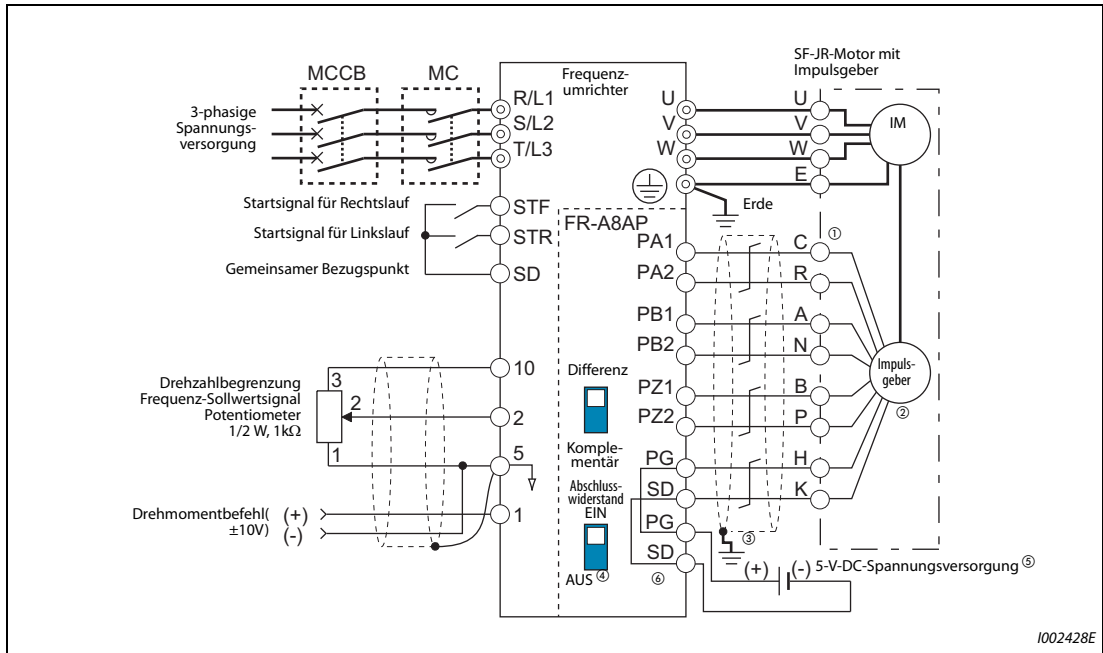 SF-JR-Motor mit
Impulsgeber
MCCB
MC
Frequenz-
umrichter
3-phasige
Spannungs-
versorgung
R/L1
S/L2
T/L3
U
V
W
U
V
W
E
IM
Erde
Startsignal für Rechtslauf
STF
Startsignal für Linkslauf
STR
Gemeinsamer Bezugspunkt
SD
FR-A8AP
PA1
C
①
PA2
R
PB1
A
PB2
N
PZ1
B
PZ2
P
PG
H
SD
K
PG
③
SD
⑥
Impuls-
geber
②
Differenz
Komple-
mentär
Abschluss-
widerstand
EIN
AUS ④
Drehzahlbegrenzung
Frequenz-Sollwertsignal
Potentiometer
1/2 W, 1kΩ
3
2
1
10
2
5
1
Drehmomentbefehl( (+)
±10V) (-)
(+) (-) 5-V-DC-Spannungsversorgung ⑤
I002428E